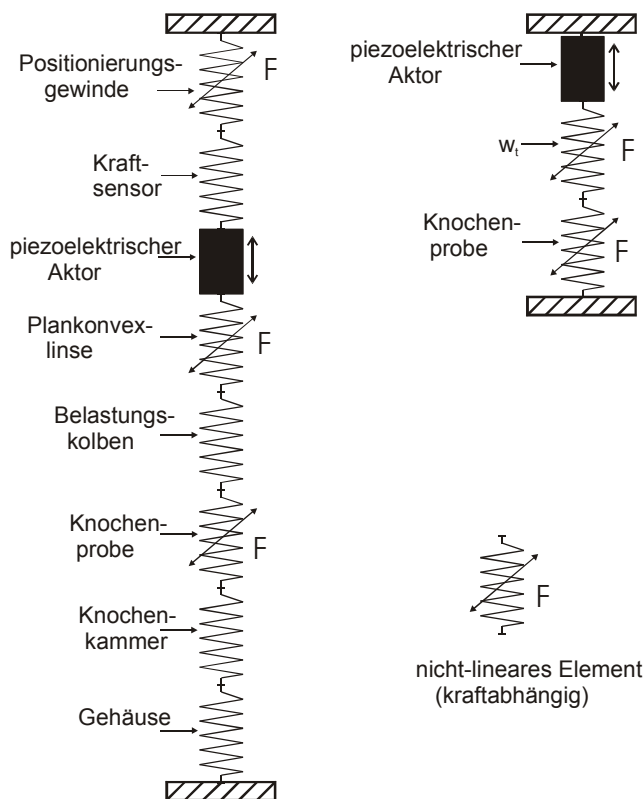 Positionierungs-
gewinde
F
Kraft-
sensor
piezoelektrischer
Aktor
Plankonvex-
linse
F
Belastungs-
kolben
Knochen-
probe
F
Knochen-
kammer
Gehäuse
piezoelektrischer
Aktor
wₜ
F
Knochen-
probe
F
F
nicht-lineares Element
(kraftabhängig)